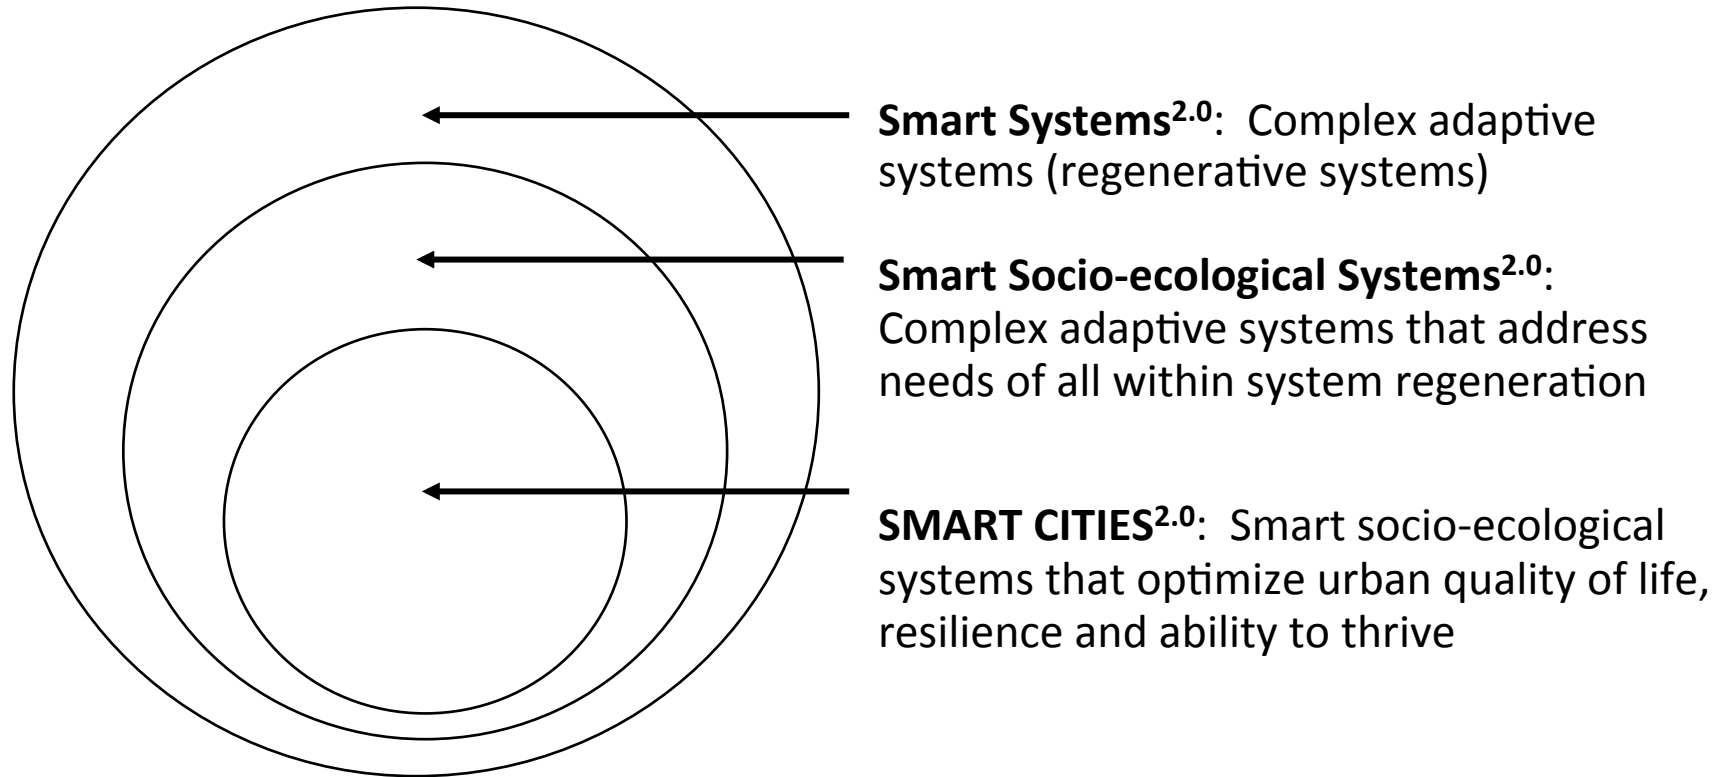 Smart Systems2.0:  Complex adaptive
systems (regenerative systems)
Smart Socio-ecological Systems2.0:
Complex adaptive systems that address
needs of all within system regeneration
SMART CITIES2.0:  Smart socio-ecological
systems that optimize urban quality of life,
resilience and ability to thrive